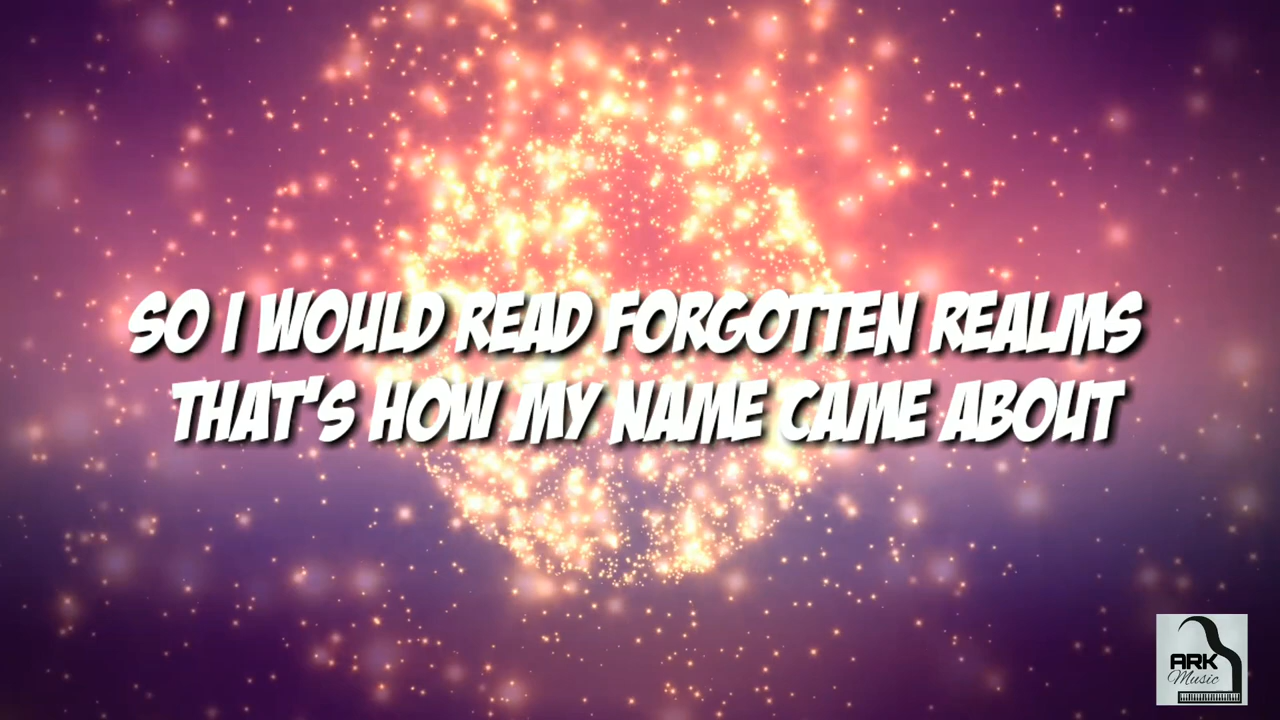 SO I WOULD READ FORGOTTEN REALMS
THAT'S HOW MY NAME CAME ABOUT
ARK
Music